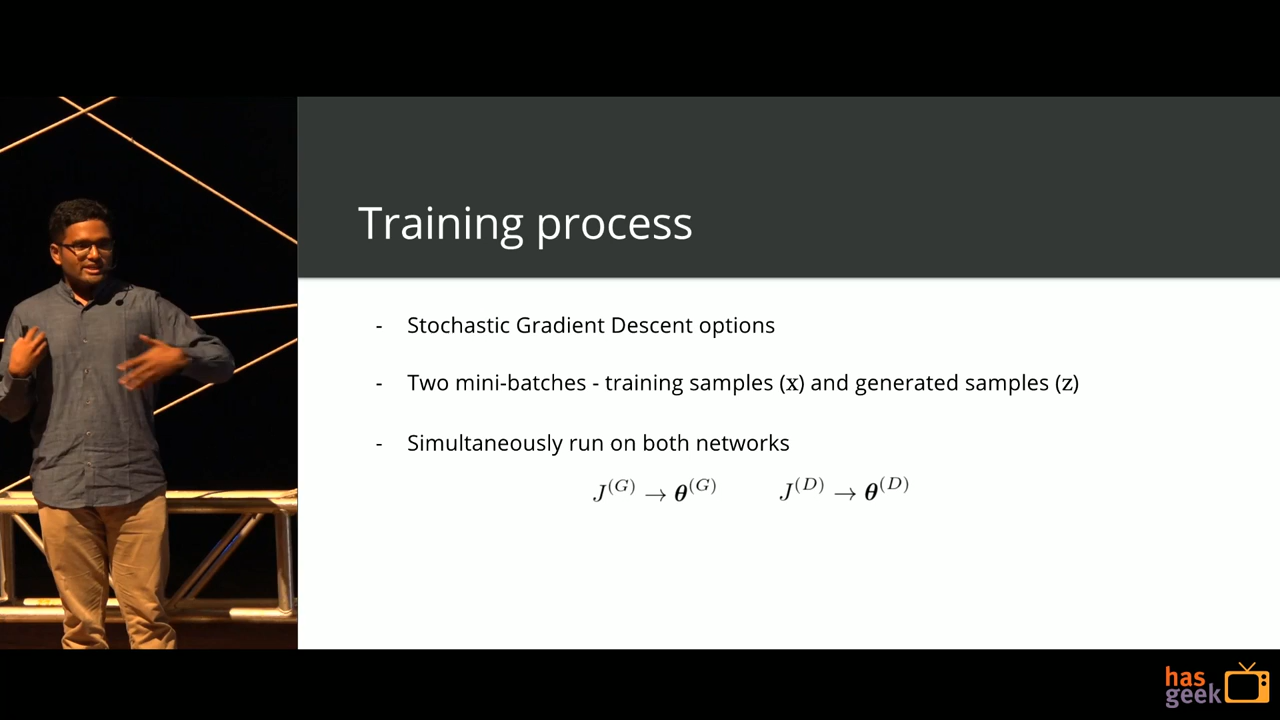 Training process
- Stochastic Gradient Descent options
- Two mini-batches - training samples (x) and generated samples (z)
- Simultaneously run on both networks
J^(G) → θ^(G) J^(D) → θ^(D)
has
geek